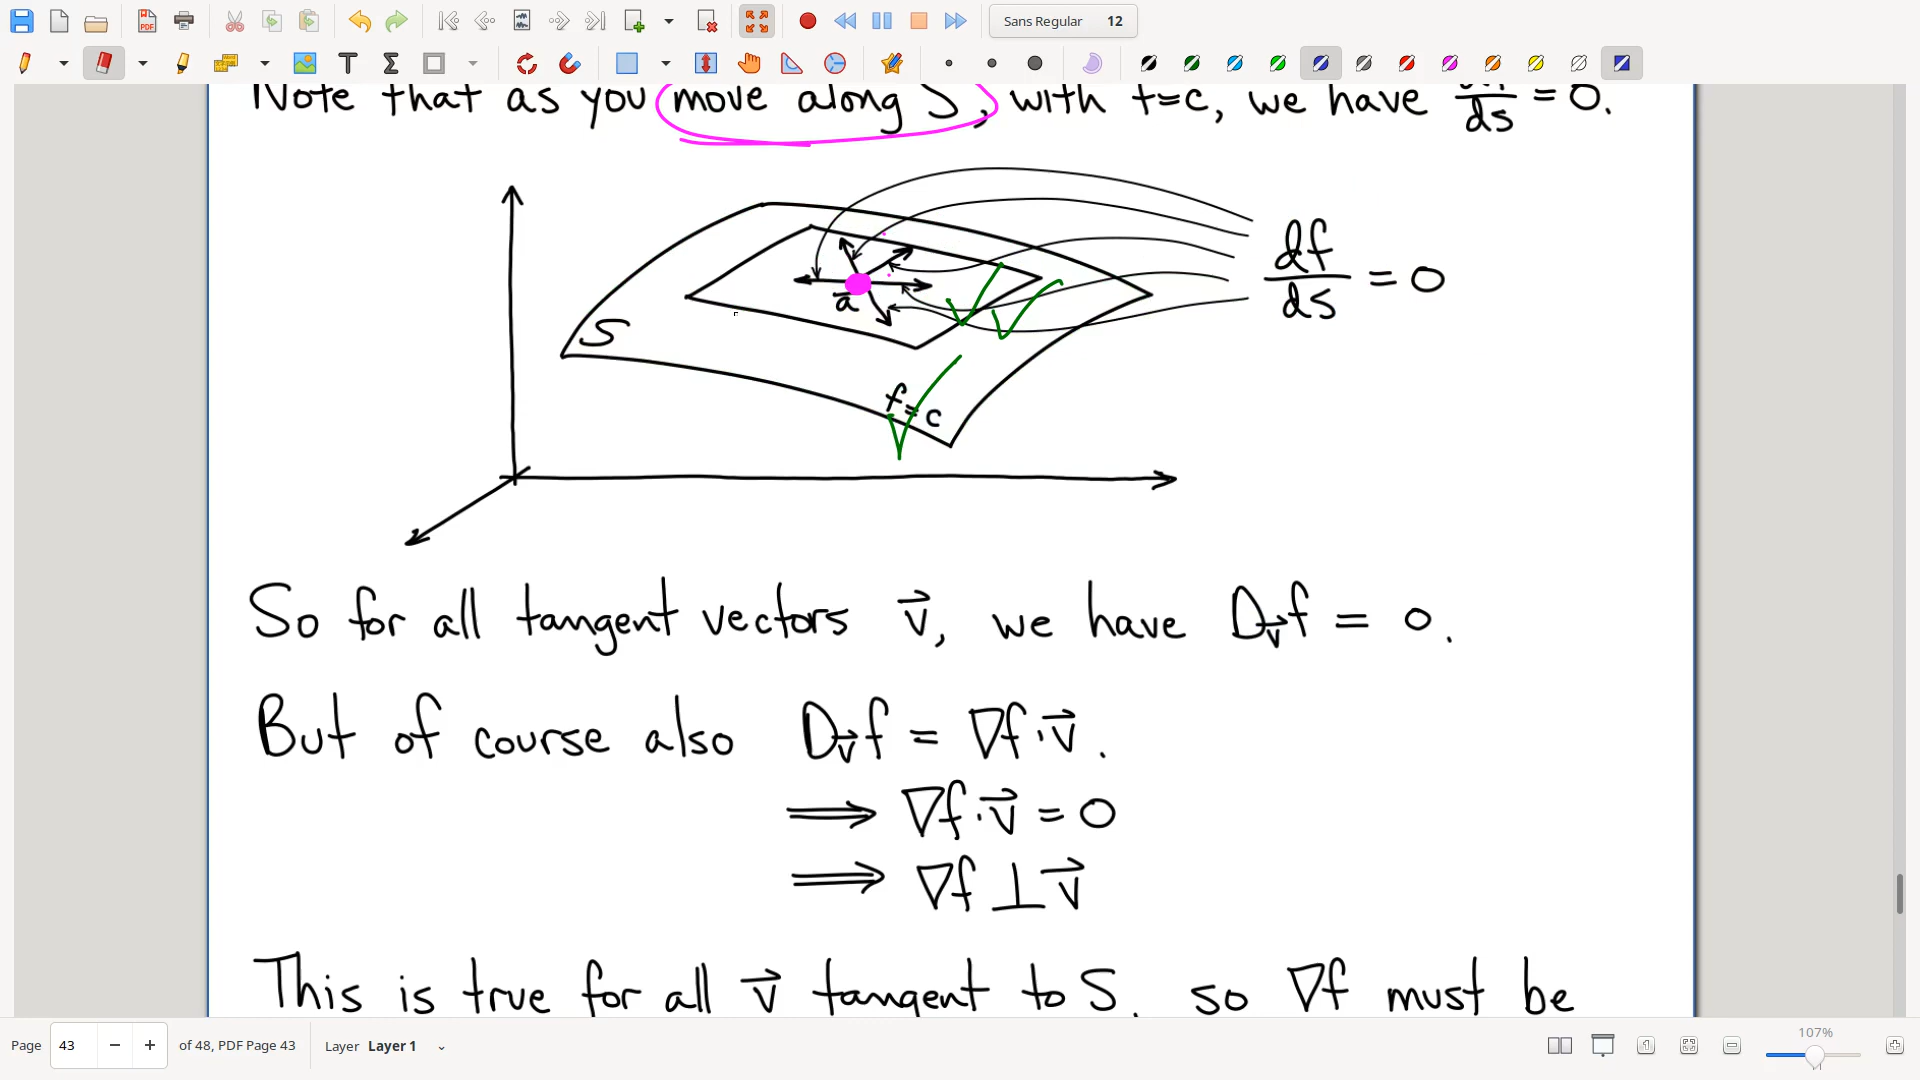 Sans Regular 12
Note that as you move along S, with f=c, we have df/ds = 0.
df/ds = 0
a⃗
S
f=c
So for all tangent vectors v⃗, we have D_v⃗ f = 0.
But of course also D_v⃗ f = ∇f·v⃗.
⟹ ∇f·v⃗ = 0
⟹ ∇f ⊥ v⃗
This is true for all v⃗ tangent to S, so ∇f must be
Page 43 of 48, PDF Page 43 Layer Layer 1 107%